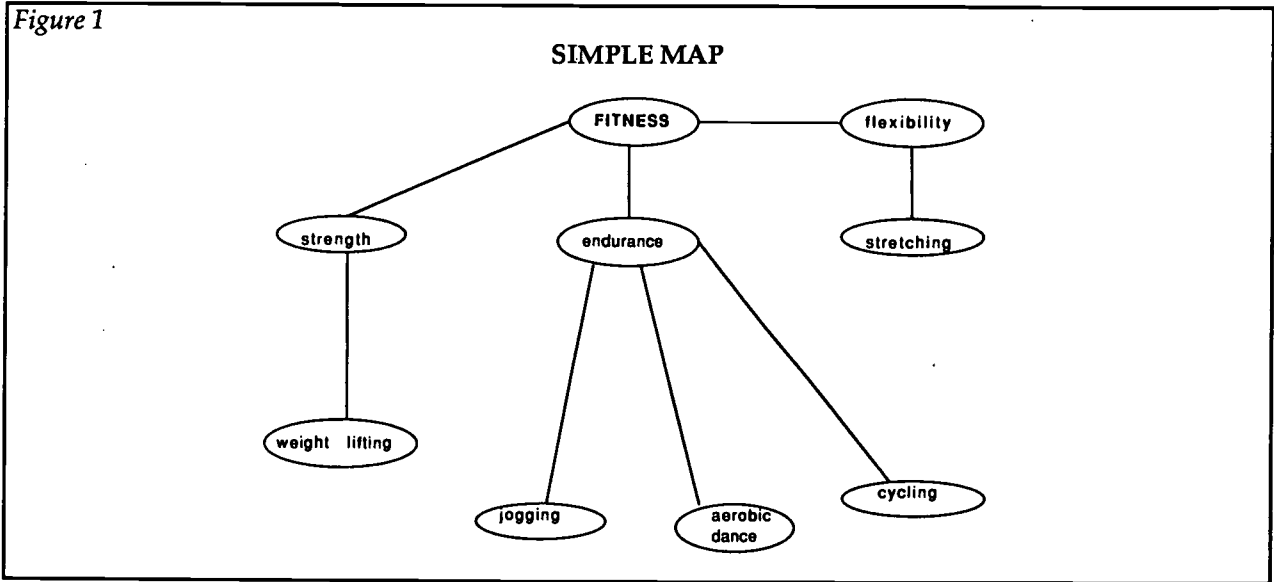 Figure 1
SIMPLE MAP
FITNESS
flexibility
strength
endurance
stretching
weight lifting
jogging
aerobic
dance
cycling